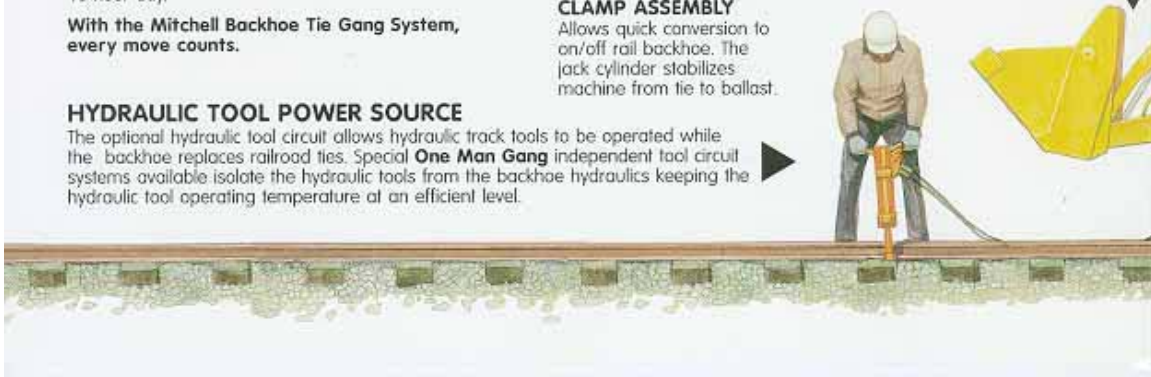 With the Mitchell Backhoe Tie Gang System,
every move counts.
CLAMP ASSEMBLY
Allows quick conversion to
on/off rail backhoe. The
jack cylinder stabilizes
machine from tie to ballast.
HYDRAULIC TOOL POWER SOURCE
The optional hydraulic tool circuit allows hydraulic track tools to be operated while
the backhoe replaces railroad ties. Special One Man Gang independent tool circuit
systems available isolate the hydraulic tools from the backhoe hydraulics keeping the
hydraulic tool operating temperature at an efficient level.